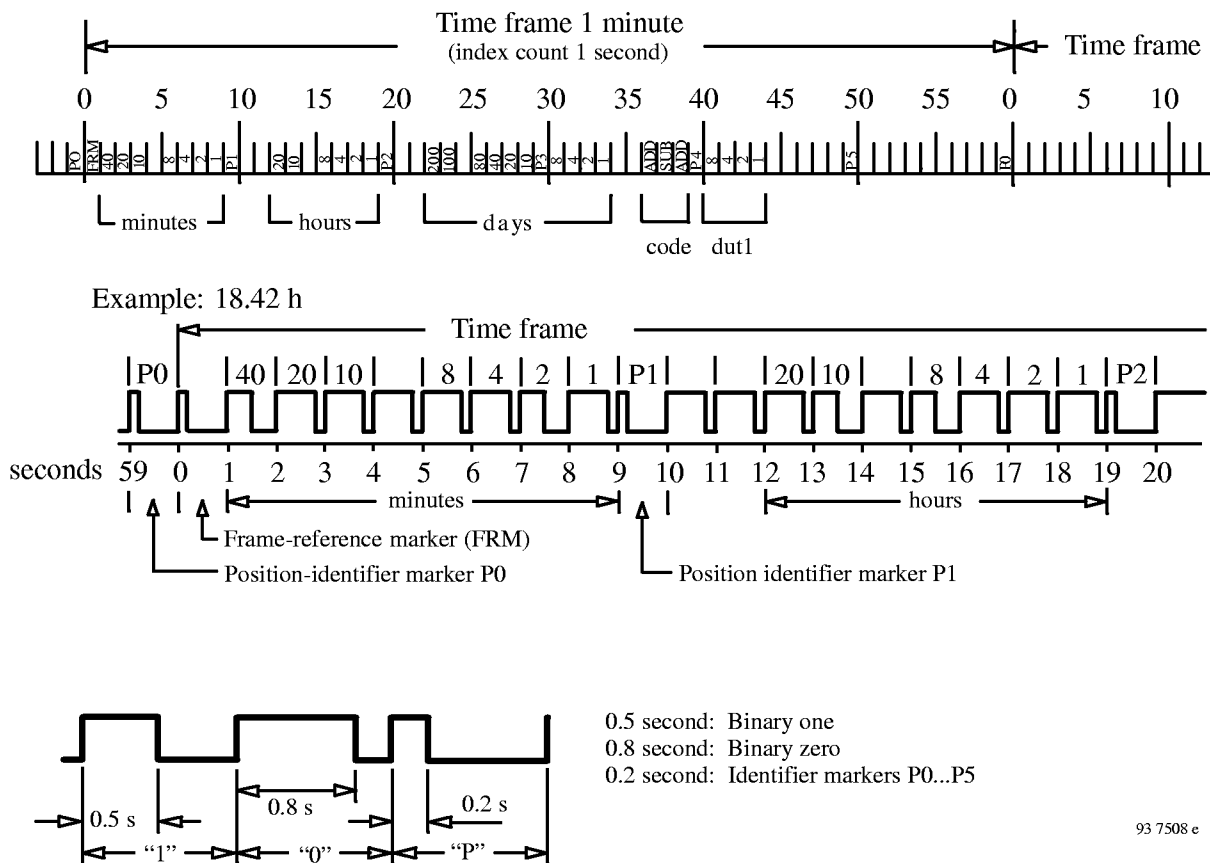 Time frame 1 minute
(index count 1 second)
Time frame
0 5 10 15 20 25 30 35 40 45 50 55 0 5 10
PO FRM 40 20 10 8 4 2 1 P1 20 10 8 4 2 1 P2 200 100 80 40 20 10 P3 8 4 2 1 ADD SUB ADD P4 8 4 2 1 P5 P0
minutes hours days code dut1
Example: 18.42 h
Time frame
P0 40 20 10 8 4 2 1 P1 20 10 8 4 2 1 P2
seconds 59 0 1 2 3 4 5 6 7 8 9 10 11 12 13 14 15 16 17 18 19 20
minutes hours
Frame-reference marker (FRM)
Position-identifier marker P0
Position identifier marker P1
0.5 second: Binary one
0.8 second: Binary zero
0.2 second: Identifier markers P0...P5
0.5 s 0.8 s 0.2 s
“1” “0” “P”
93 7508 e